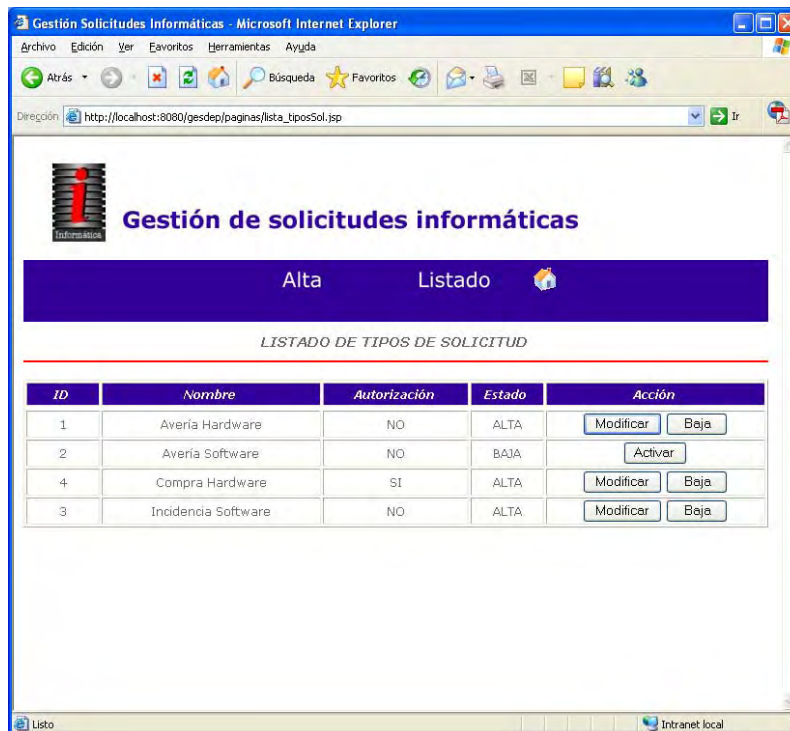 Gestión Solicitudes Informáticas - Microsoft Internet Explorer
Archivo Edición Ver Favoritos Herramientas Ayuda
Atrás Búsqueda Favoritos
Dirección http://localhost:8080/gesdep/paginas/lista_tiposSol.jsp Ir
i
Informática
Gestión de solicitudes informáticas
Alta Listado
LISTADO DE TIPOS DE SOLICITUD
ID Nombre Autorización Estado Acción
1 Avería Hardware NO ALTA Modificar Baja
2 Avería Software NO BAJA Activar
4 Compra Hardware SI ALTA Modificar Baja
3 Incidencia Software NO ALTA Modificar Baja
Listo Intranet local